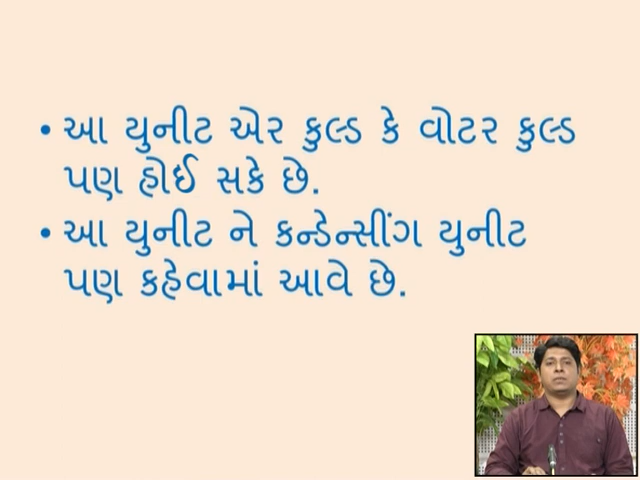 • આ યુનીટ એર કુલ્ડ કે વોટર કુલ્ડ
પણ હોઈ સકે છે.
• આ યુનીટ ને કન્ડેન્સીંગ યુનીટ
પણ કહેવામાં આવે છે.